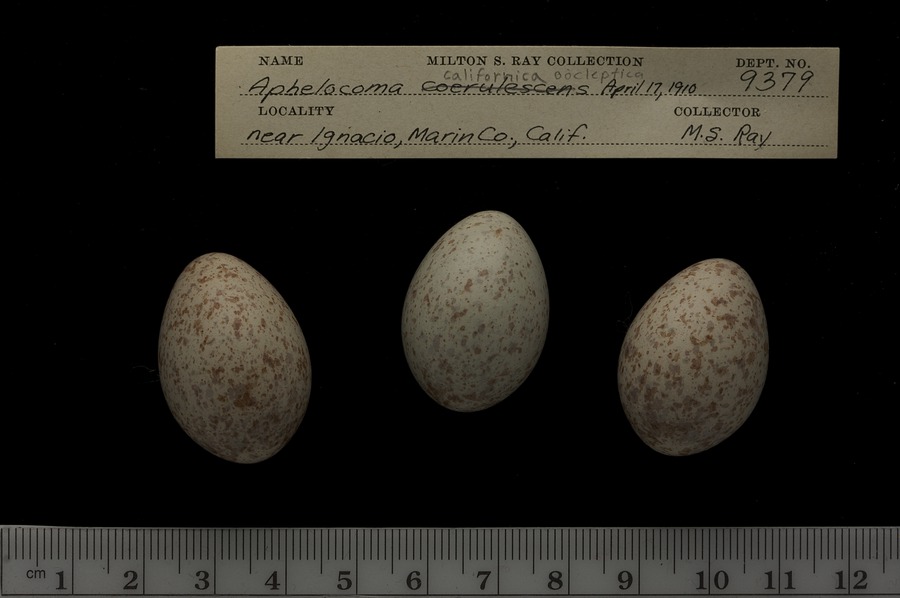 NAME MILTON S. RAY COLLECTION DEPT. NO.
californica oöcleptica 9379
Aphelocoma coerulescens April 17, 1910
LOCALITY COLLECTOR
near Ignacio, Marin Co., Calif. M.S. Ray
cm 1 2 3 4 5 6 7 8 9 10 11 12